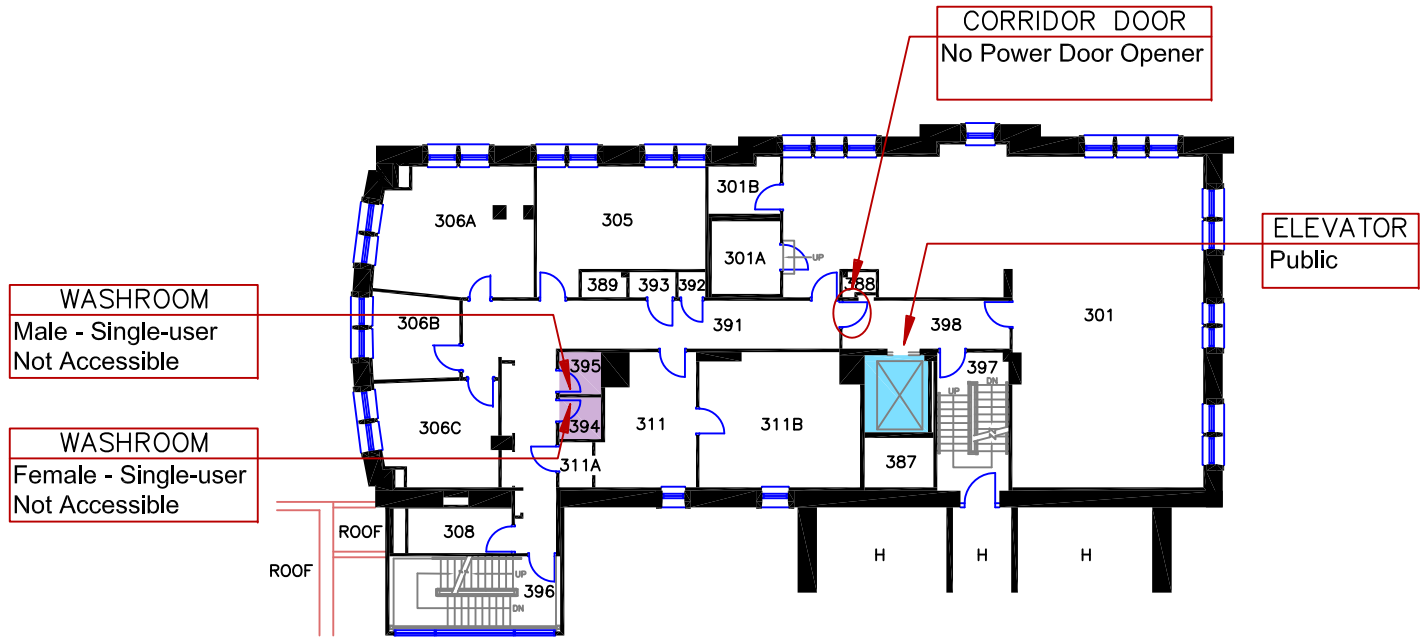 CORRIDOR DOOR
No Power Door Opener
301B
306A
305
ELEVATOR
Public
301A
UP
389
393
392
388
WASHROOM
Male - Single-user
Not Accessible
306B
391
398
301
395
397
UP
DN
306C
394
311
311B
WASHROOM
Female - Single-user
Not Accessible
311A
387
ROOF
308
ROOF
H
H
H
UP
396
DN